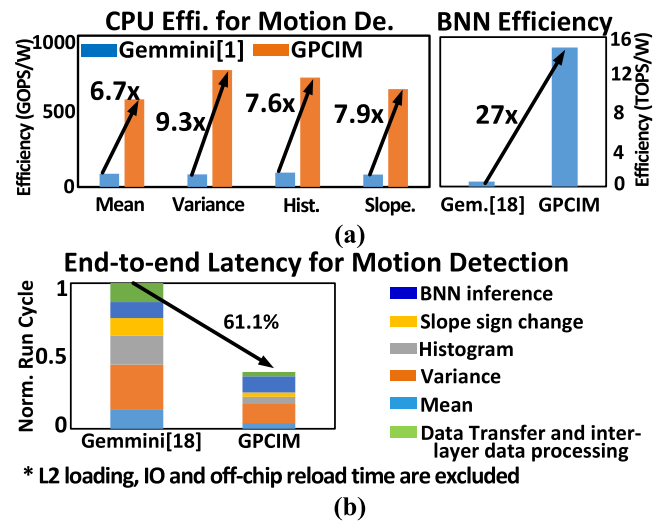 CPU Effi. for Motion De.
Efficiency (GOPS/W)
1000
500
0
Gemmini[1]
GPCIM
6.7x
9.3x
7.6x
7.9x
Mean
Variance
Hist.
Slope.
BNN Efficiency
27x
16
12
8
4
0
Efficiency (TOPS/W)
Gem.[18]
GPCIM
(a)
End-to-end Latency for Motion Detection
Norm. Run Cycle
1
0.5
0
61.1%
Gemmini[18]
GPCIM
BNN inference
Slope sign change
Histogram
Variance
Mean
Data Transfer and inter-
layer data processing
* L2 loading, IO and off-chip reload time are excluded
(b)